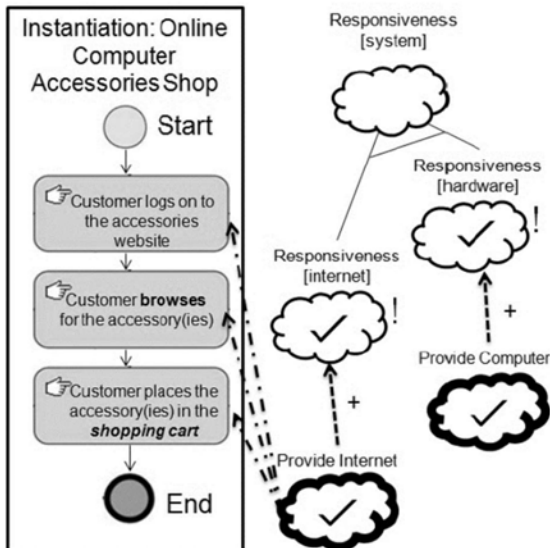 Instantiation: Online
Computer
Accessories Shop
Start
Customer logs on to
the accessories
website
Customer browses
for the accessory(ies)
Customer places the
accessory(ies) in the
shopping cart
End
Responsiveness
[system]
Responsiveness
[hardware]
!
Responsiveness
[internet]
!
+
Provide Computer
+
Provide Internet